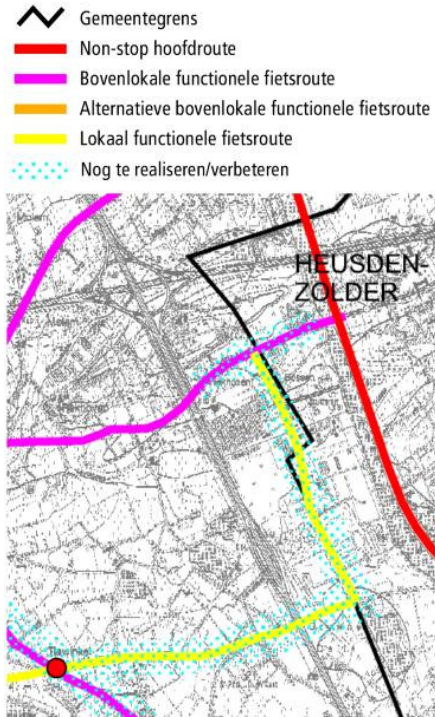 Gemeentegrens
Non-stop hoofdroute
Bovenlokale functionele fietsroute
Alternatieve bovenlokale functionele fietsroute
Lokaal functionele fietsroute
Nog te realiseren/verbeteren
HEUSDEN-
ZOLDER